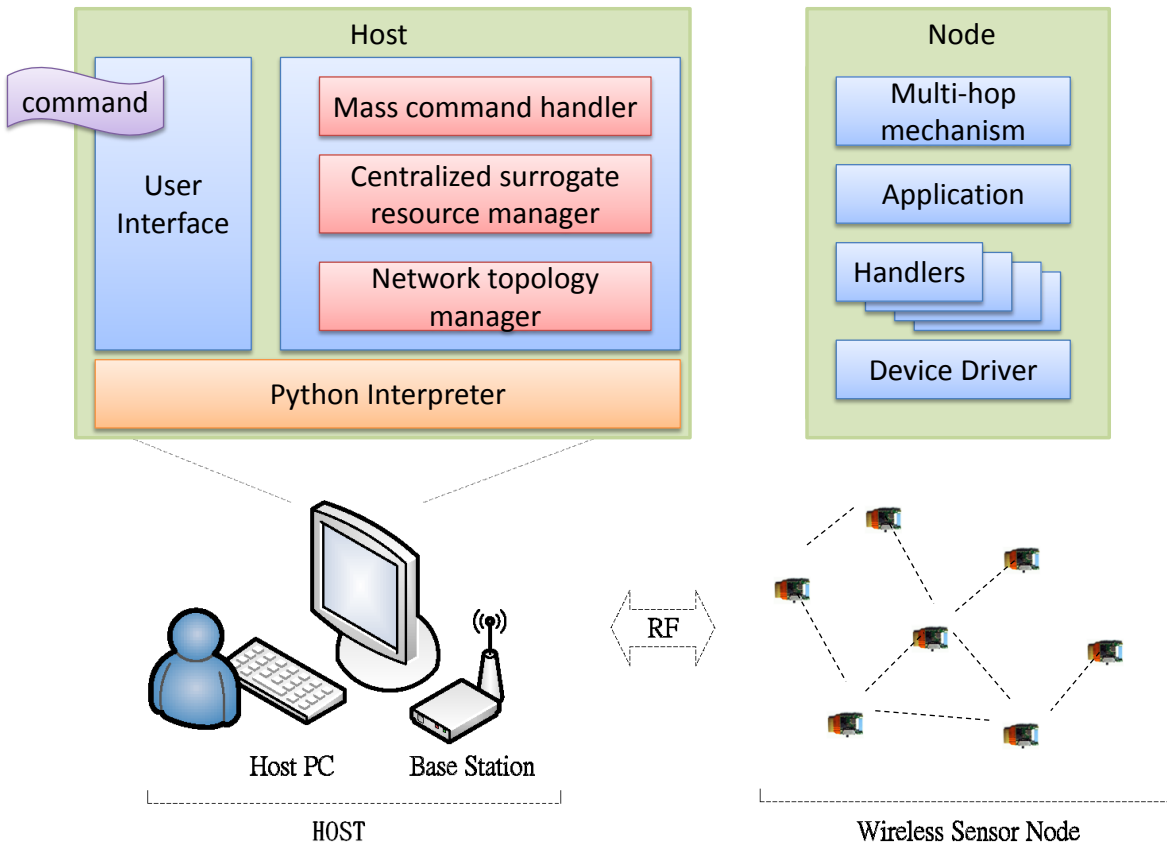 Host
command
User
Interface
Mass command handler
Centralized surrogate
resource manager
Network topology
manager
Python Interpreter
Node
Multi-hop
mechanism
Application
Handlers
Device Driver
RF
Host PC
Base Station
HOST
Wireless Sensor Node